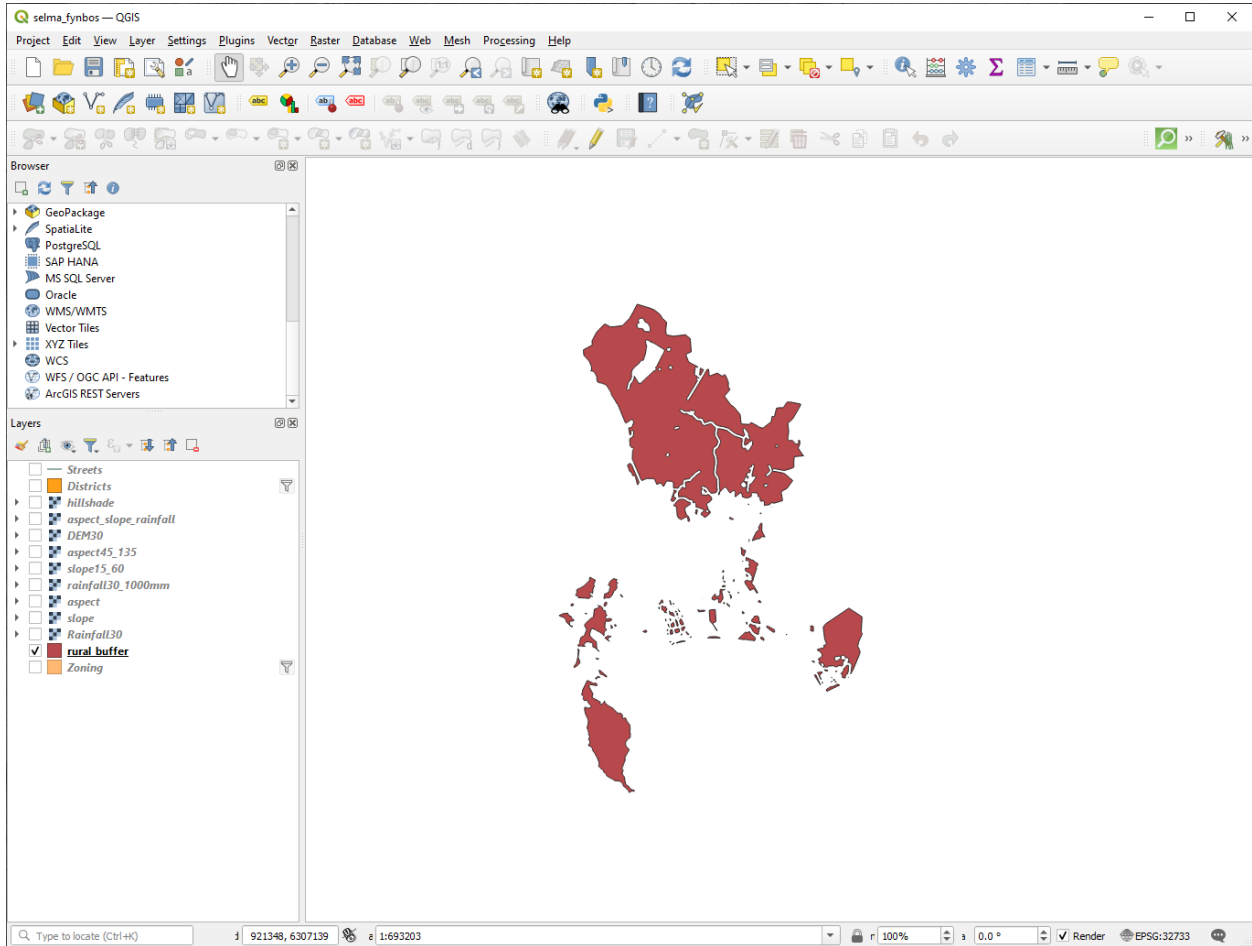 selma_fynbos — QGIS
Project Edit View Layer Settings Plugins Vector Raster Database Web Mesh Processing Help
Browser
GeoPackage
SpatiaLite
PostgreSQL
SAP HANA
MS SQL Server
Oracle
WMS/WMTS
Vector Tiles
XYZ Tiles
WCS
WFS / OGC API - Features
ArcGIS REST Servers
Layers
Streets
Districts
hillshade
aspect_slope_rainfall
DEM30
aspect45_135
slope15_60
rainfall30_1000mm
aspect
slope
Rainfall30
rural buffer
Zoning
Type to locate (Ctrl+K) 921348, 6307139 1:693203 100% 0.0 ° Render EPSG:32733